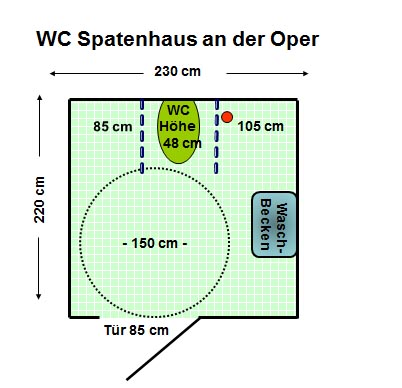 WC Spatenhaus an der Oper
230 cm
85 cm
WC
Höhe
48 cm
105 cm
220 cm
- 150 cm -
Wasch-
Becken
Tür 85 cm